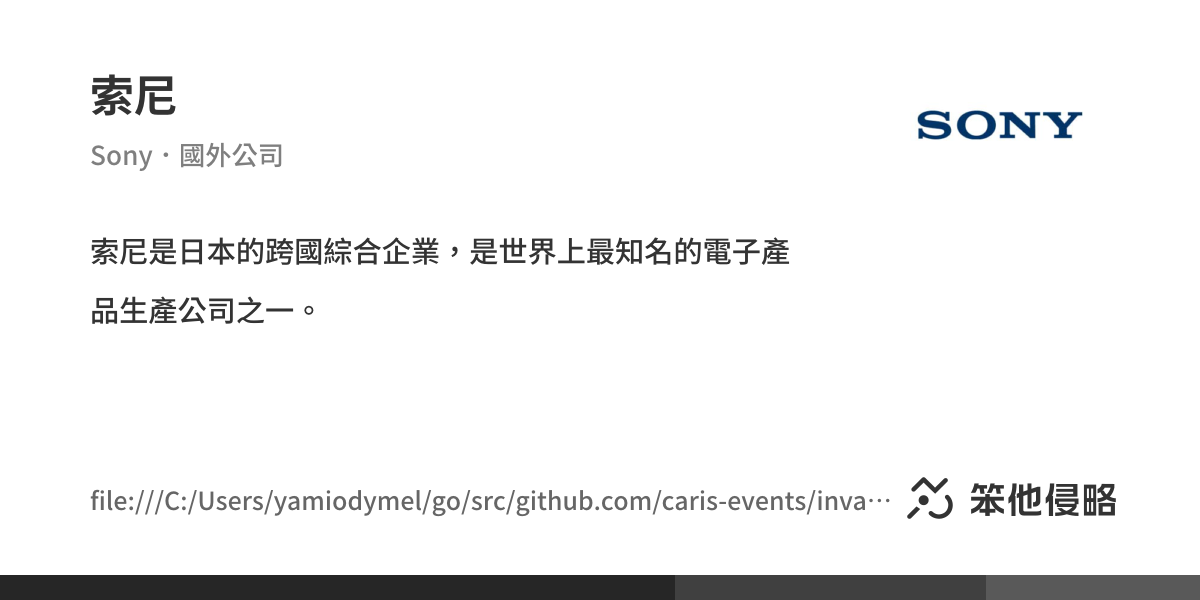 索尼
SONY
Sony・國外公司
索尼是日本的跨國綜合企業，是世界上最知名的電子產
品生產公司之一。
file:///C:/Users/yamiodymel/go/src/github.com/caris-events/inva…
笨他侵略